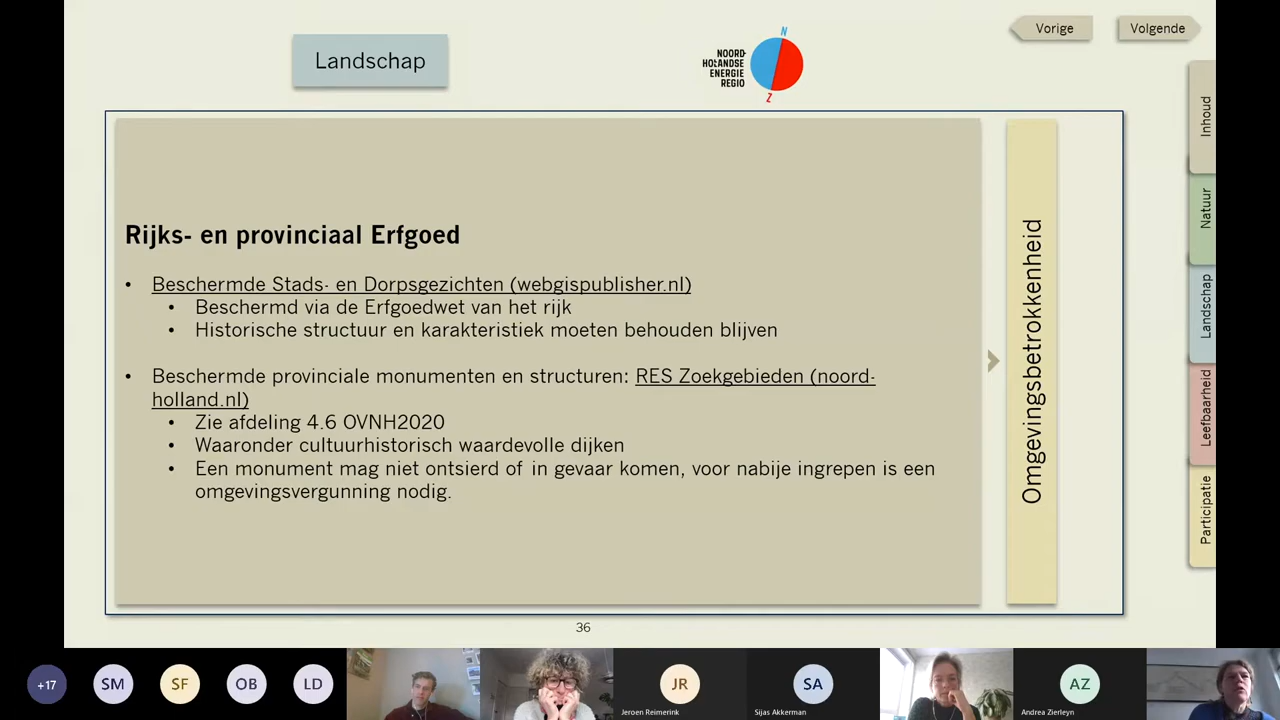 Landschap
N
NOORD-
HOLLANDSE
ENERGIE
REGIO
Z
Vorige
Volgende
Rijks- en provinciaal Erfgoed
• Beschermde Stads- en Dorpsgezichten (webgispublisher.nl)
• Beschermd via de Erfgoedwet van het rijk
• Historische structuur en karakteristiek moeten behouden blijven
• Beschermde provinciale monumenten en structuren: RES Zoekgebieden (noord-
holland.nl)
• Zie afdeling 4.6 OVNH2020
• Waaronder cultuurhistorisch waardevolle dijken
• Een monument mag niet ontsierd of in gevaar komen, voor nabije ingrepen is een
omgevingsvergunning nodig.
Omgevingsbetrokkenheid
Inhoud
Natuur
Landschap
Leefbaarheid
Participatie
36
+17
SM
SF
OB
LD
JR
Jeroen Reimerink
SA
Sijas Akkerman
AZ
Andrea Zierleyn